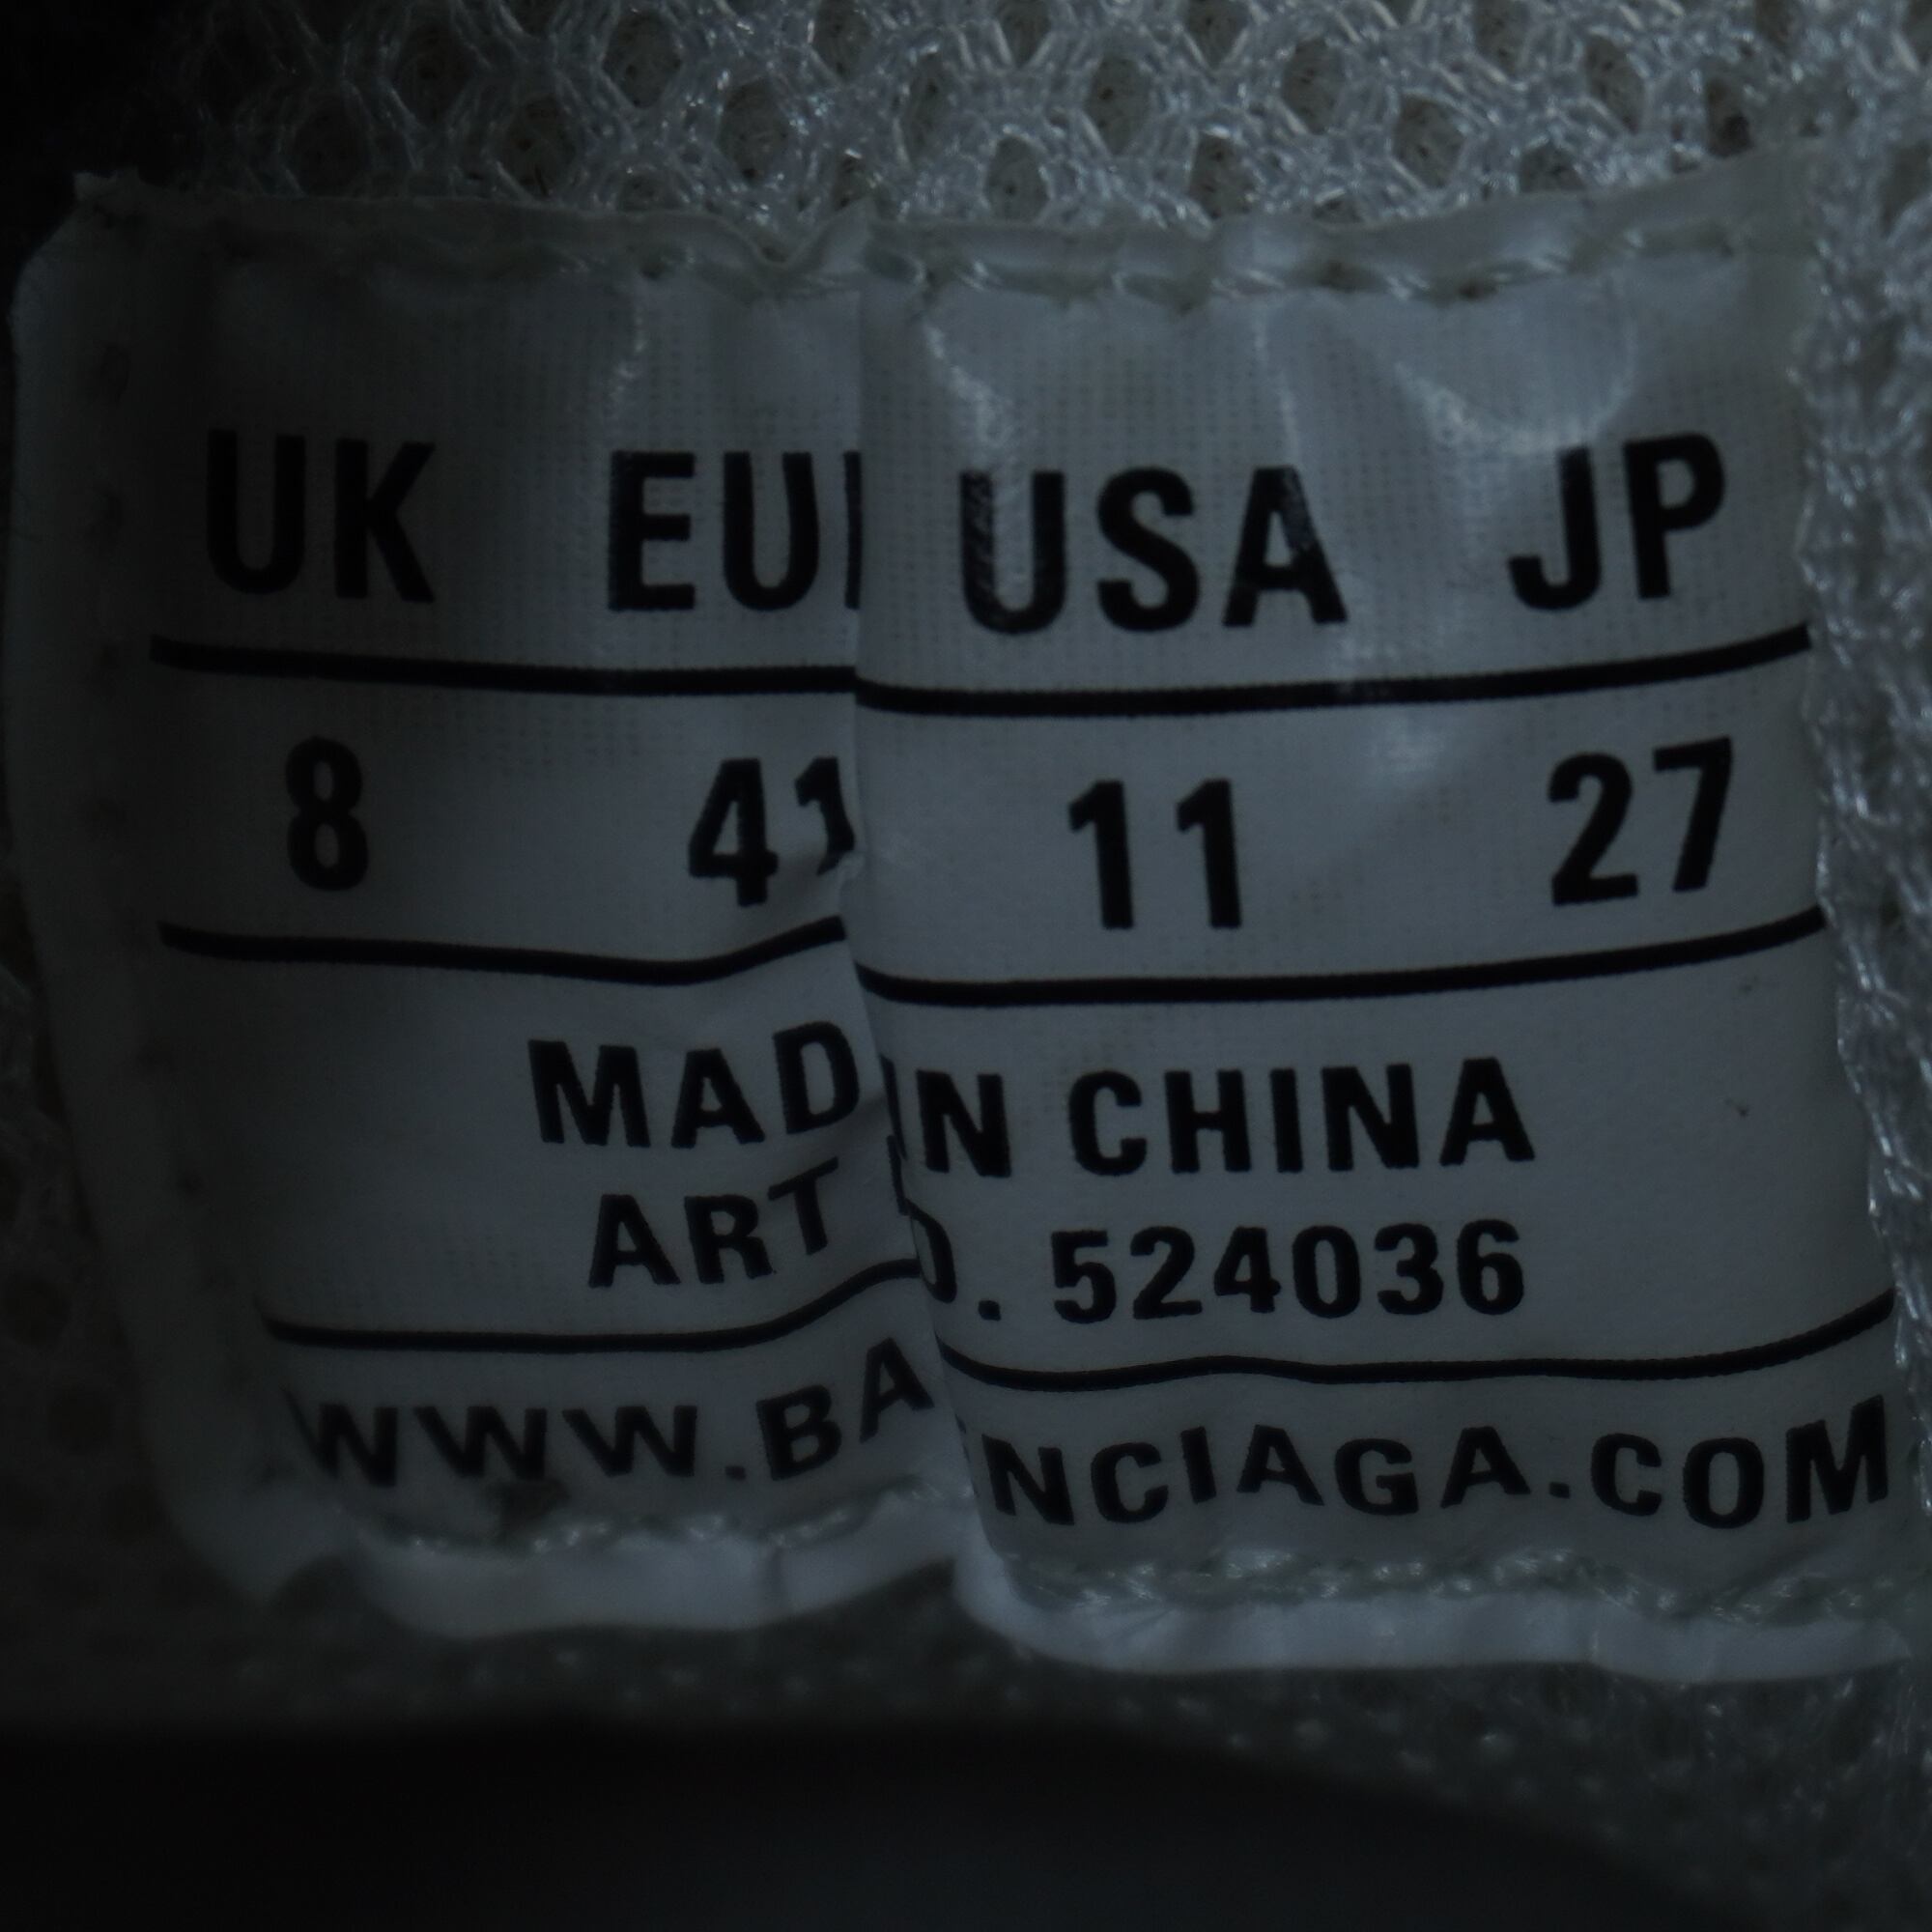 UK EU USA JP
8 41 11 27
MAD IN CHINA
ART O. 524036
WWW.BA NCIAGA.COM